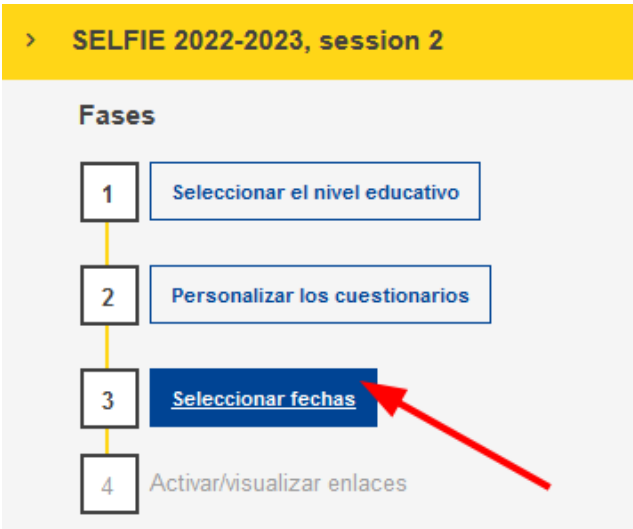 SELFIE 2022-2023, session 2
Fases
1 Seleccionar el nivel educativo
2 Personalizar los cuestionarios
3 Seleccionar fechas
4 Activar/visualizar enlaces